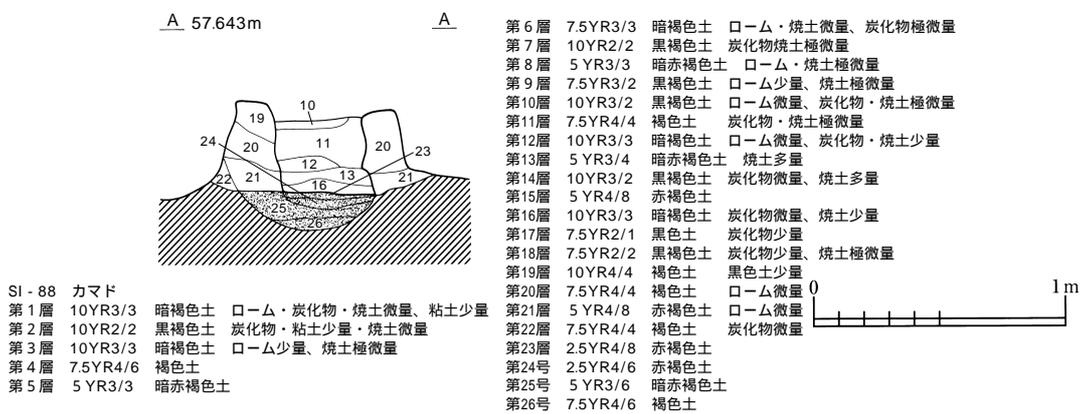 A 57.643m A
10
19
24 20 11 20 23
12
22 21 13 21
16
25
26
SI - 88 カマド
第1層 10YR3/3 暗褐色土 ローム・炭化物・焼土微量、粘土少量
第2層 10YR2/2 黒褐色土 炭化物・粘土少量・焼土微量
第3層 10YR3/3 暗褐色土 ローム少量、焼土極微量
第4層 7.5YR4/6 褐色土
第5層 5YR3/3 暗赤褐色土
第6層 7.5YR3/3 暗褐色土 ローム・焼土微量、炭化物極微量
第7層 10YR2/2 黒褐色土 炭化物焼土極微量
第8層 5YR3/3 暗赤褐色土 ローム・焼土極微量
第9層 7.5YR3/2 黒褐色土 ローム少量、焼土極微量
第10層 10YR3/2 黒褐色土 ローム微量、炭化物・焼土極微量
第11層 7.5YR4/4 褐色土 炭化物・焼土極微量
第12層 10YR3/3 暗褐色土 ローム微量、炭化物・焼土少量
第13層 5YR3/4 暗赤褐色土 焼土多量
第14層 10YR3/2 黒褐色土 炭化物微量、焼土多量
第15層 5YR4/8 赤褐色土
第16層 10YR3/3 暗褐色土 炭化物微量、焼土少量
第17層 7.5YR2/1 黒色土 炭化物少量
第18層 7.5YR2/2 黒褐色土 炭化物少量、焼土極微量
第19層 10YR4/4 褐色土 黒色土少量
第20層 7.5YR4/4 褐色土 ローム微量
第21層 5YR4/8 赤褐色土 ローム微量
第22層 7.5YR4/4 褐色土 炭化物微量
第23層 2.5YR4/8 赤褐色土
第24号 2.5YR4/6 赤褐色土
第25号 5YR3/6 暗赤褐色土
第26号 7.5YR4/6 褐色土
0 1m